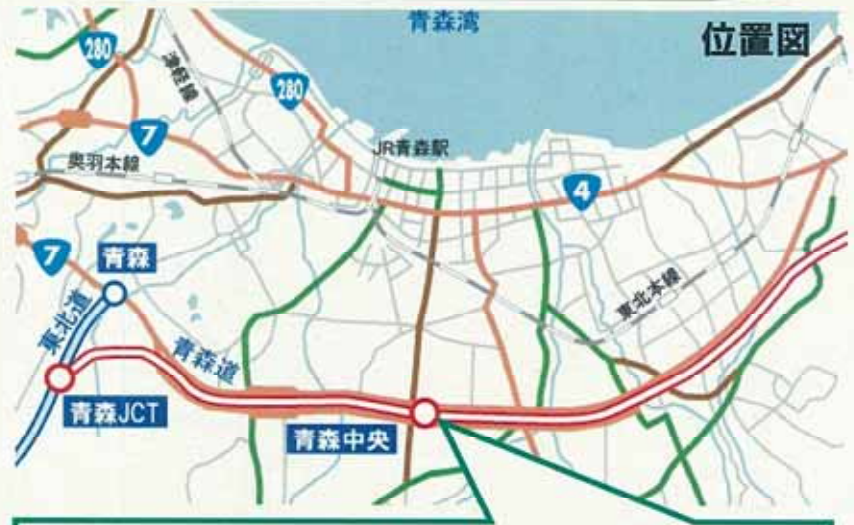 青森湾
位置図
280
津軽線
280
7
JR青森駅
奥羽本線
4
7
青森
東北本線
東北道
青森道
青森JCT
青森中央